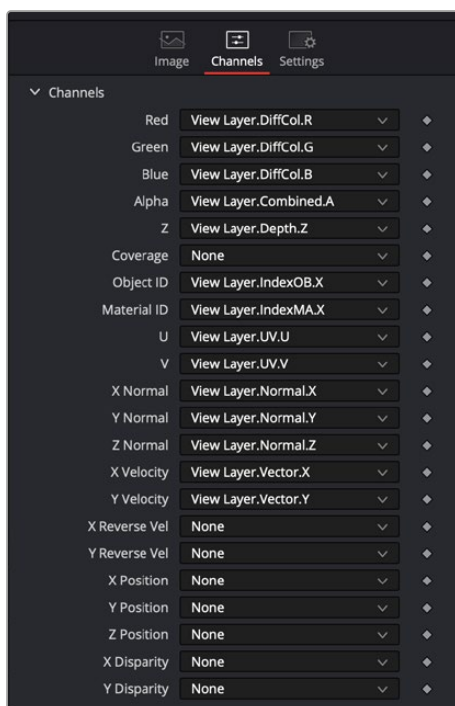 Image Channels Settings
Channels
Red View Layer.DiffCol.R
Green View Layer.DiffCol.G
Blue View Layer.DiffCol.B
Alpha View Layer.Combined.A
Z View Layer.Depth.Z
Coverage None
Object ID View Layer.IndexOB.X
Material ID View Layer.IndexMA.X
U View Layer.UV.U
V View Layer.UV.V
X Normal View Layer.Normal.X
Y Normal View Layer.Normal.Y
Z Normal View Layer.Normal.Z
X Velocity View Layer.Vector.X
Y Velocity View Layer.Vector.Y
X Reverse Vel None
Y Reverse Vel None
X Position None
Y Position None
Z Position None
X Disparity None
Y Disparity None